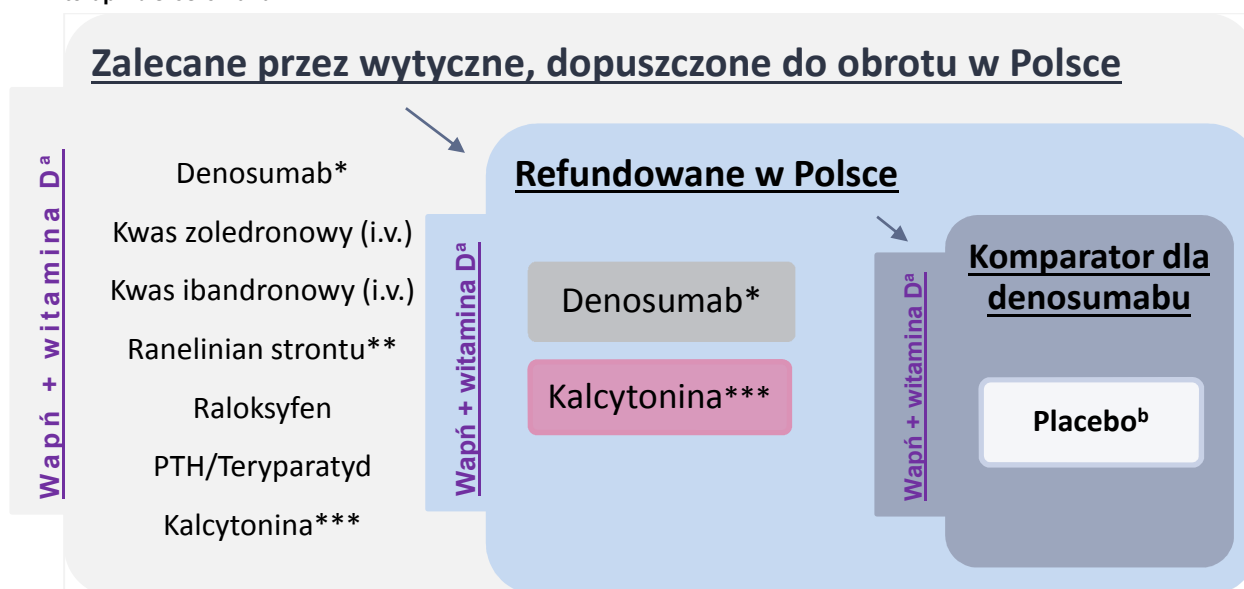 Zalecane przez wytyczne, dopuszczone do obrotu w Polsce
Wapń + witamina Dᵃ
Denosumab*
Kwas zoledronowy (i.v.)
Kwas ibandronowy (i.v.)
Ranelinian strontu**
Raloksyfen
PTH/Teryparatyd
Kalcytonina***
Refundowane w Polsce
Wapń + witamina Dᵃ
Denosumab*
Kalcytonina***
Komparator dla
denosumabu
Wapń + witamina Dᵃ
Placeboᵇ